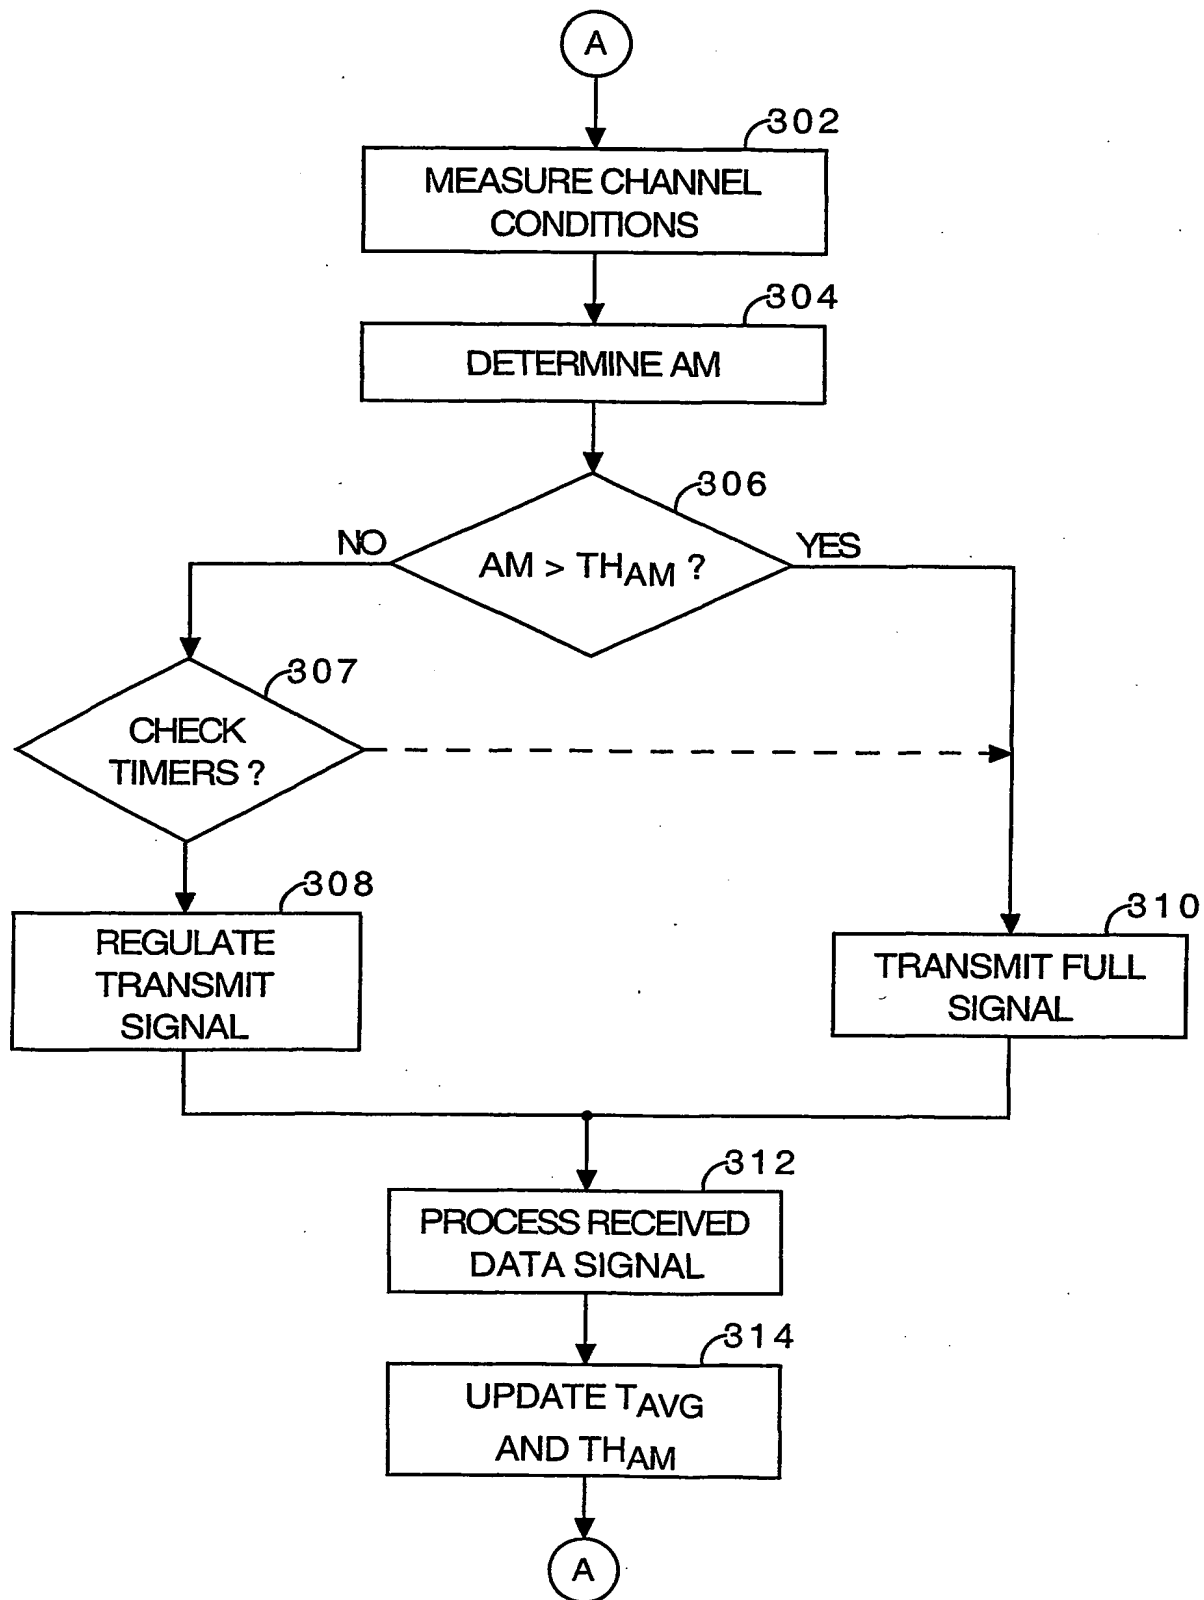 A
302
MEASURE CHANNEL
CONDITIONS
304
DETERMINE AM
306
NO
AM > THAM ?
YES
307
CHECK
TIMERS ?
308
REGULATE
TRANSMIT
SIGNAL
310
TRANSMIT FULL
SIGNAL
312
PROCESS RECEIVED
DATA SIGNAL
314
UPDATE TAVG
AND THAM
A